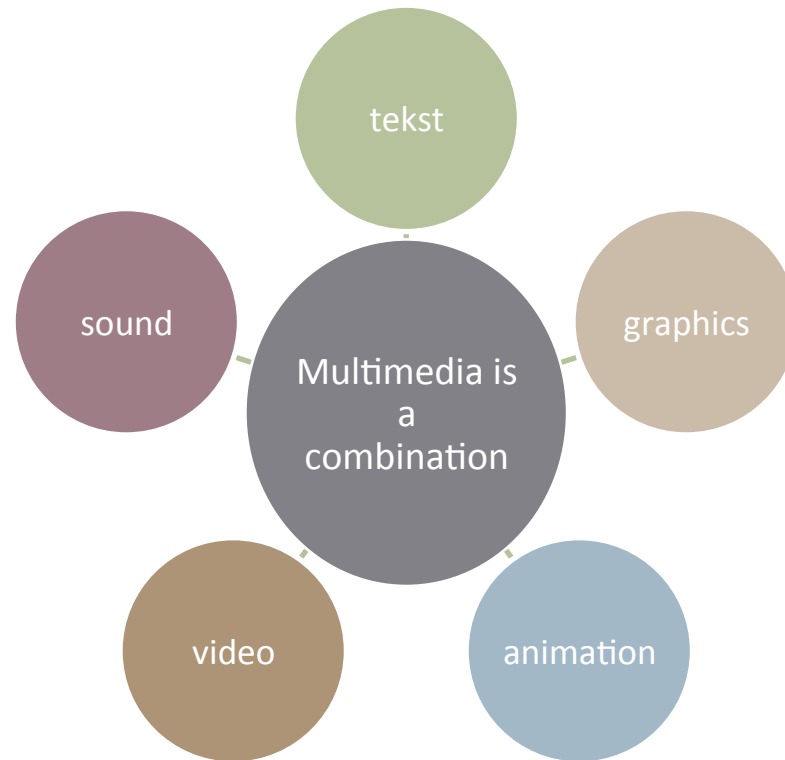 tekst
sound
graphics
Multimedia is
a
combination
video
animation